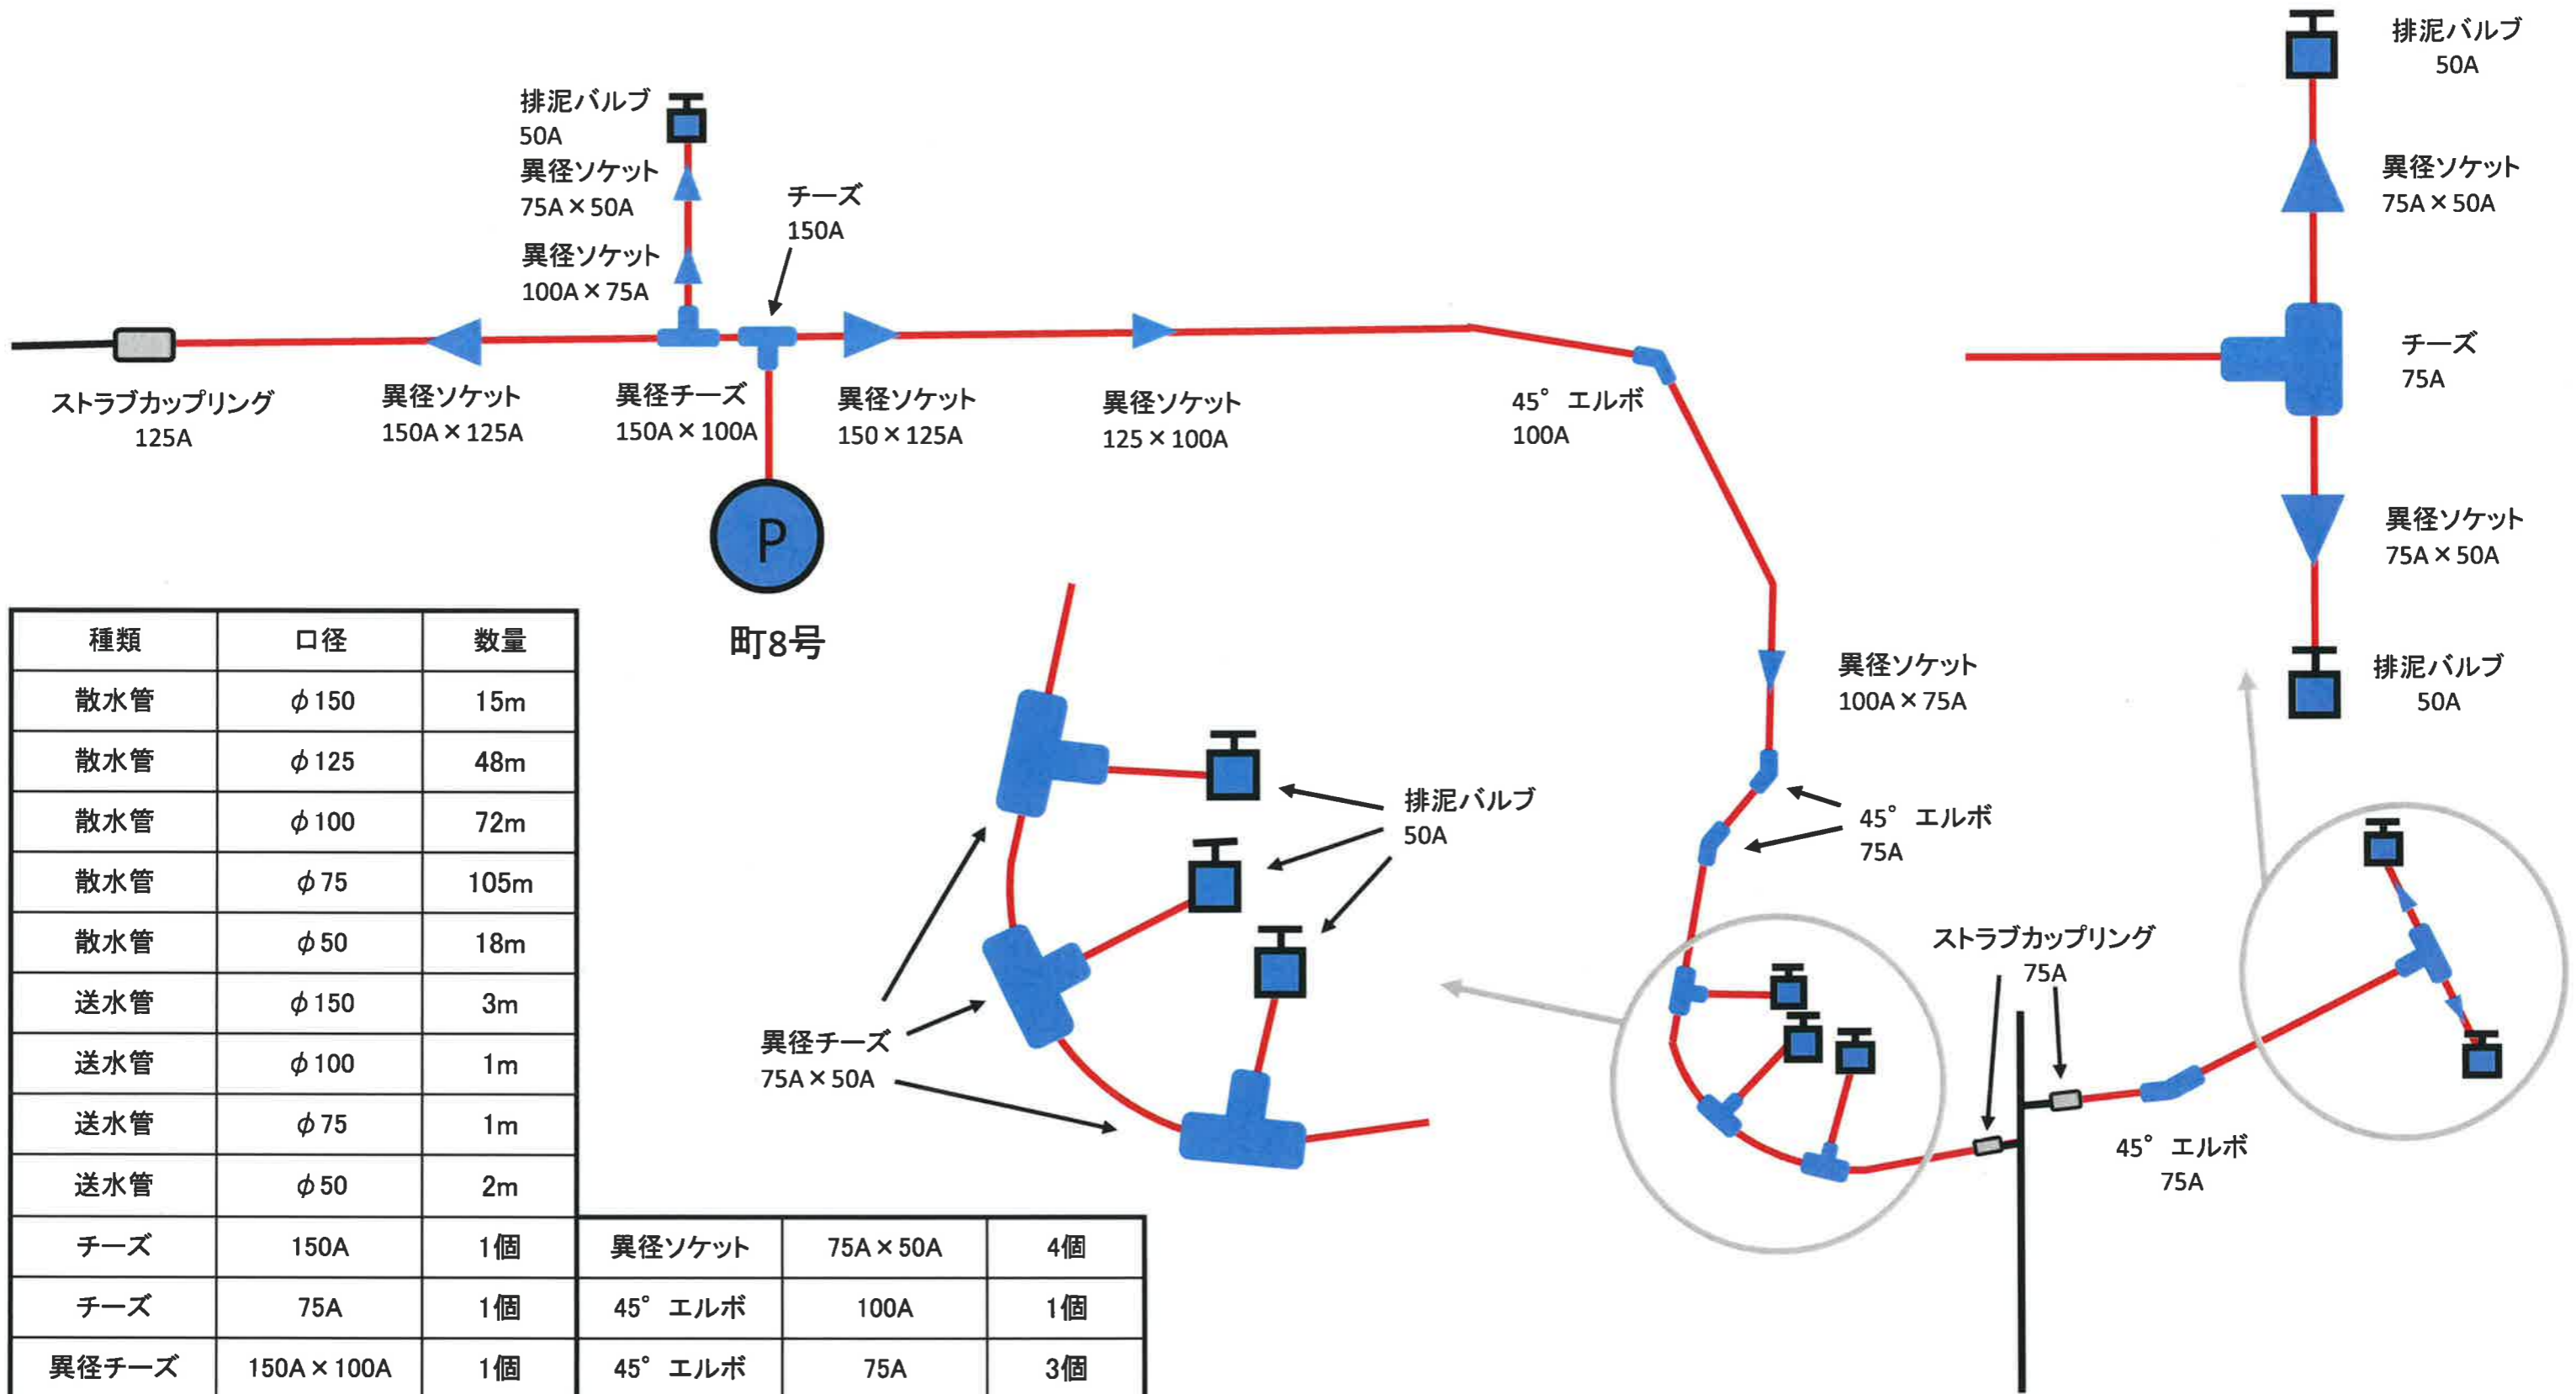 排泥バルブ
50A
異径ソケット
75A×50A
異径ソケット
100A×75A
チーズ
150A
ストラブカップリング
125A
異径ソケット
150A×125A
異径チーズ
150A×100A
異径ソケット
150×125A
異径ソケット
125×100A
45°エルボ
100A
P
町8号
排泥バルブ
50A
異径ソケット
75A×50A
チーズ
75A
異径ソケット
75A×50A
排泥バルブ
50A
異径ソケット
100A×75A
45°エルボ
75A
排泥バルブ
50A
異径チーズ
75A×50A
ストラブカップリング
75A
45°エルボ
75A
種類 口径 数量
散水管 φ150 15m
散水管 φ125 48m
散水管 φ100 72m
散水管 φ75 105m
散水管 φ50 18m
送水管 φ150 3m
送水管 φ100 1m
送水管 φ75 1m
送水管 φ50 2m
チーズ 150A 1個 異径ソケット 75A×50A 4個
チーズ 75A 1個 45°エルボ 100A 1個
異径チーズ 150A×100A 1個 45°エルボ 75A 3個